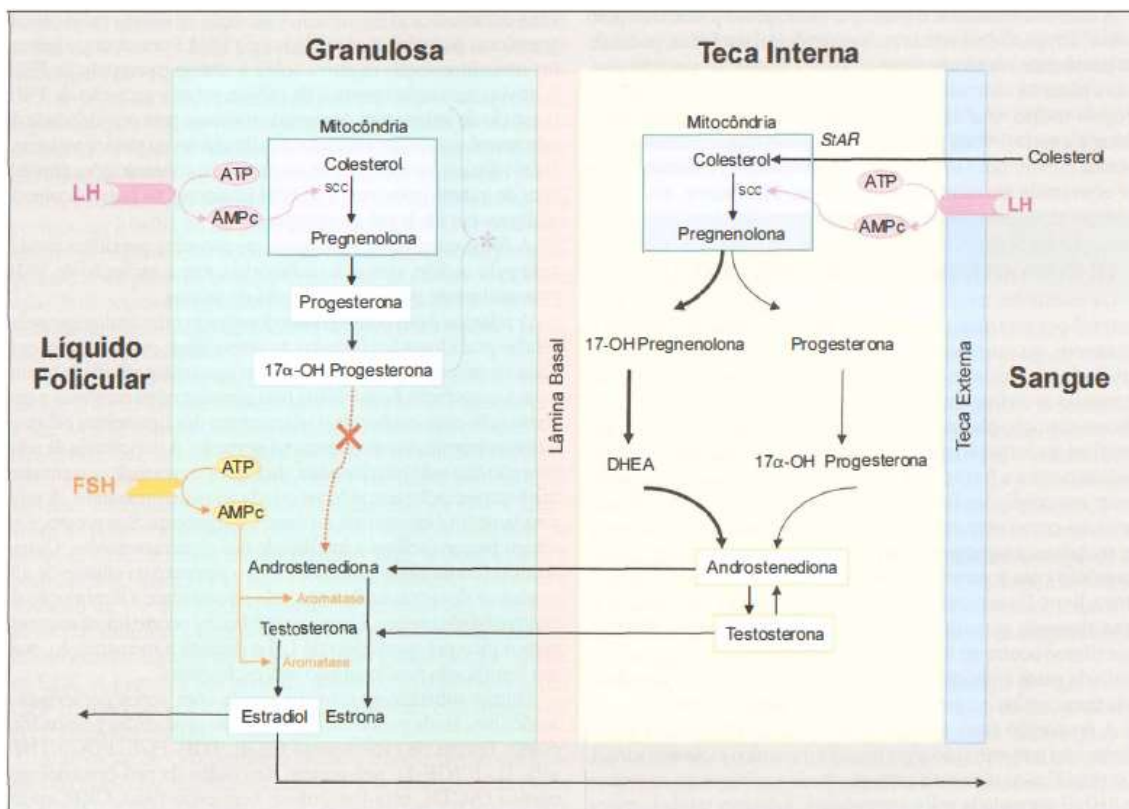 Granulosa
Teca Interna
Mitocôndria
Colesterol
SCC
Pregnenolona
LH
ATP
AMPc
*
Progesterona
17α-OH Progesterona
Líquido
Folicular
FSH
ATP
AMPc
Androstenediona
Aromatase
Testosterona
Aromatase
Estradiol
Estrona
Lâmina Basal
Mitocôndria
StAR
Colesterol
Colesterol
SCC
Pregnenolona
ATP
AMPc
LH
17-OH Pregnenolona
Progesterona
DHEA
17α-OH Progesterona
Androstenediona
Testosterona
Teca Externa
Sangue